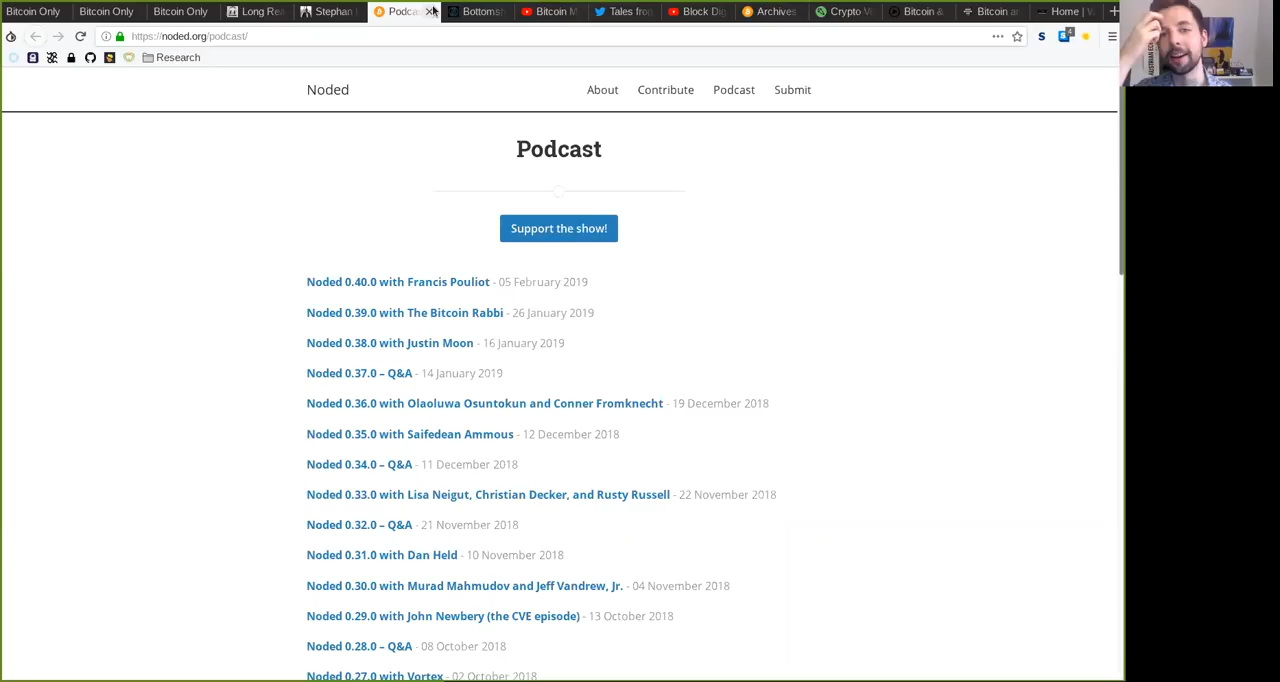 Bitcoin Only Bitcoin Only Bitcoin Only Long Rea Stephan Podca Bottoms Bitcoin M Tales from Block Dig Archives Crypto V Bitcoin & Bitcoin a Home |
https://noded.org/podcast/
S 4
Research
Noded About Contribute Podcast Submit
Podcast
Support the show!
Noded 0.40.0 with Francis Pouliot - 05 February 2019
Noded 0.39.0 with The Bitcoin Rabbi - 26 January 2019
Noded 0.38.0 with Justin Moon - 16 January 2019
Noded 0.37.0 – Q&A - 14 January 2019
Noded 0.36.0 with Olaoluwa Osuntokun and Conner Fromknecht - 19 December 2018
Noded 0.35.0 with Saifedean Ammous - 12 December 2018
Noded 0.34.0 – Q&A - 11 December 2018
Noded 0.33.0 with Lisa Neigut, Christian Decker, and Rusty Russell - 22 November 2018
Noded 0.32.0 – Q&A - 21 November 2018
Noded 0.31.0 with Dan Held - 10 November 2018
Noded 0.30.0 with Murad Mahmudov and Jeff Vandrew, Jr. - 04 November 2018
Noded 0.29.0 with John Newbery (the CVE episode) - 13 October 2018
Noded 0.28.0 – Q&A - 08 October 2018
Noded 0.27.0 with Vortex - 02 October 2018